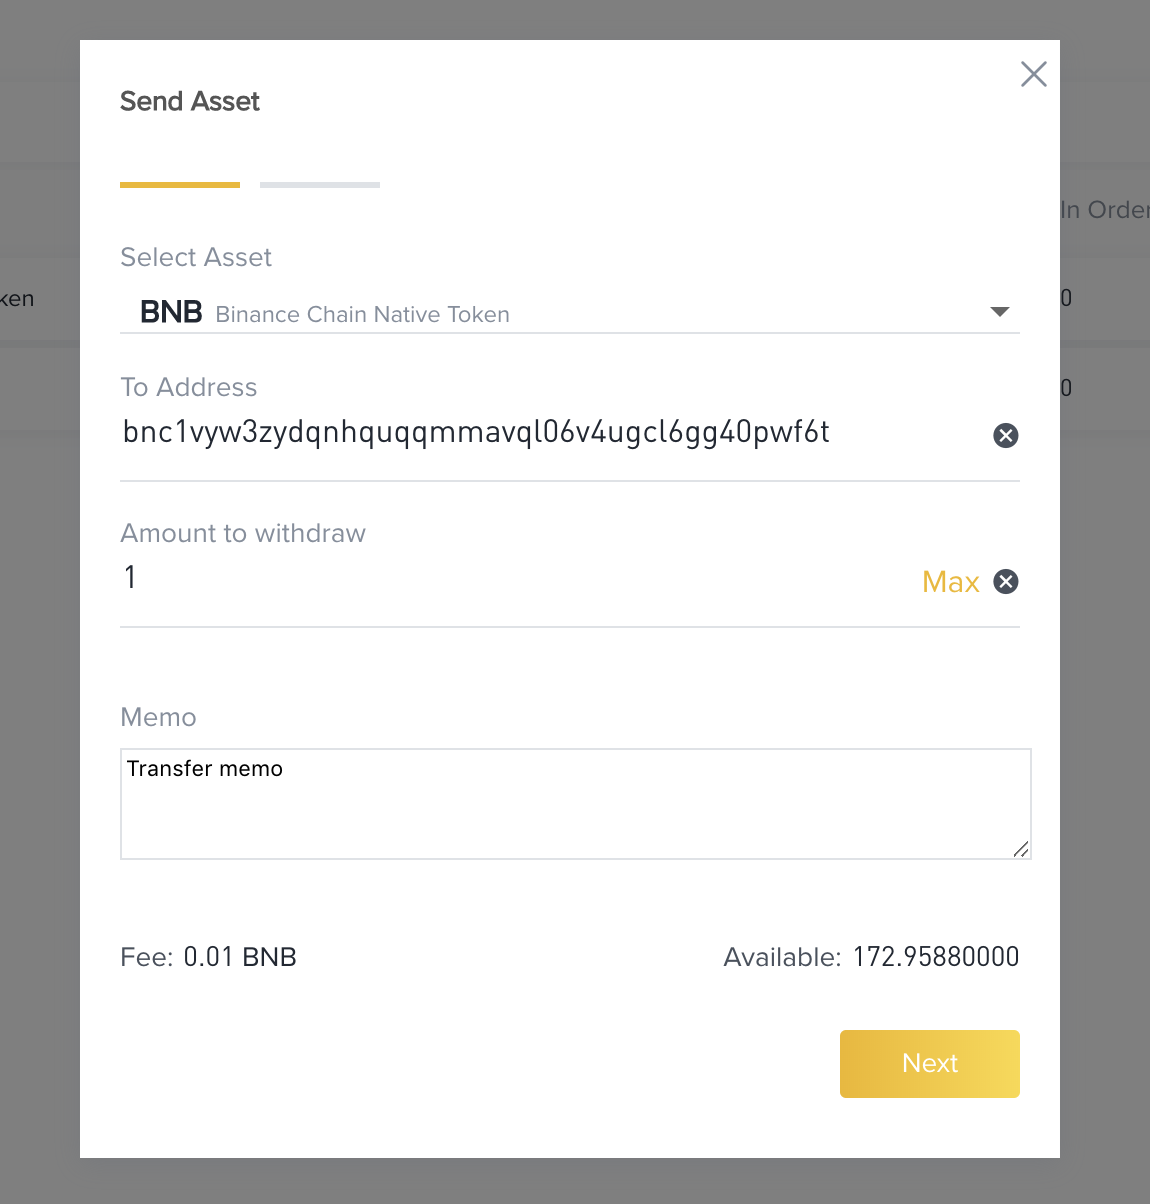 Send Asset
In Order
Select Asset
ken
BNB Binance Chain Native Token
0
To Address
0
bnc1vyw3zydqnhquqqmmavql06v4ugcl6gg40pwf6t
Amount to withdraw
1
Max
Memo
Transfer memo
Fee: 0.01 BNB
Available: 172.95880000
Next